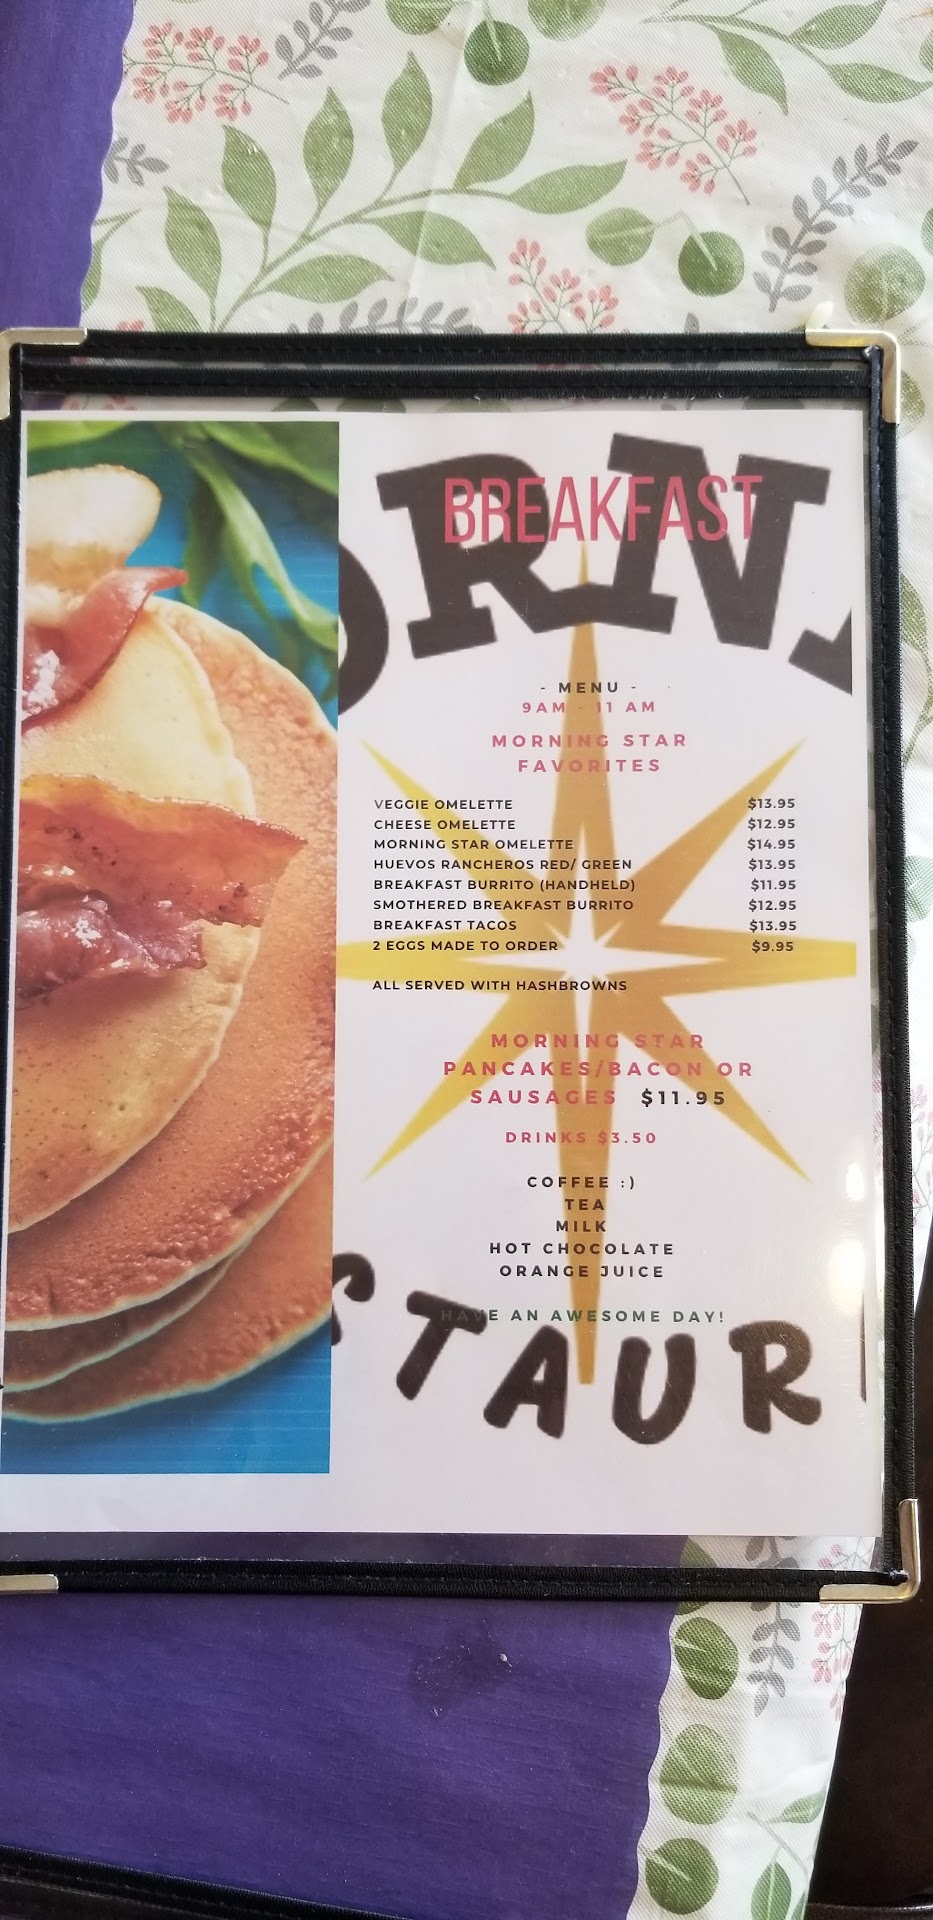 ORNI
BREAKFAST
- MENU -
9AM - 11 AM
MORNING STAR
FAVORITES
VEGGIE OMELETTE $13.95
CHEESE OMELETTE $12.95
MORNING STAR OMELETTE $14.95
HUEVOS RANCHEROS RED/ GREEN $13.95
BREAKFAST BURRITO (HANDHELD) $11.95
SMOTHERED BREAKFAST BURRITO $12.95
BREAKFAST TACOS $13.95
2 EGGS MADE TO ORDER $9.95
ALL SERVED WITH HASHBROWNS
MORNING STAR
PANCAKES/BACON OR
SAUSAGES $11.95
DRINKS $3.50
COFFEE :)
TEA
MILK
HOT CHOCOLATE
ORANGE JUICE
HAVE AN AWESOME DAY!
STAUR